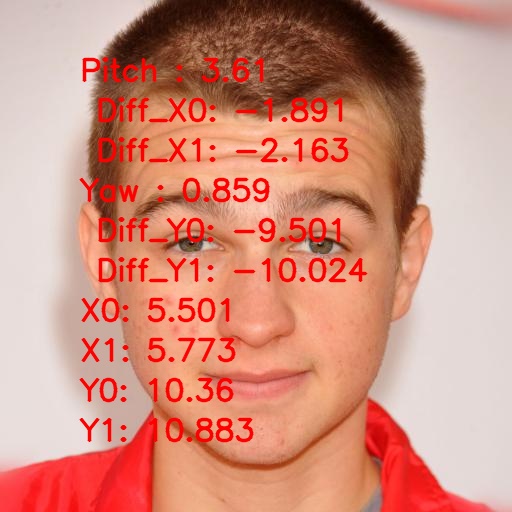 Pitch : 3.61
Diff_X0: -1.891
Diff_X1: -2.163
Yaw : 0.859
Diff_Y0: -9.501
Diff_Y1: -10.024
X0: 5.501
X1: 5.773
Y0: 10.36
Y1: 10.883